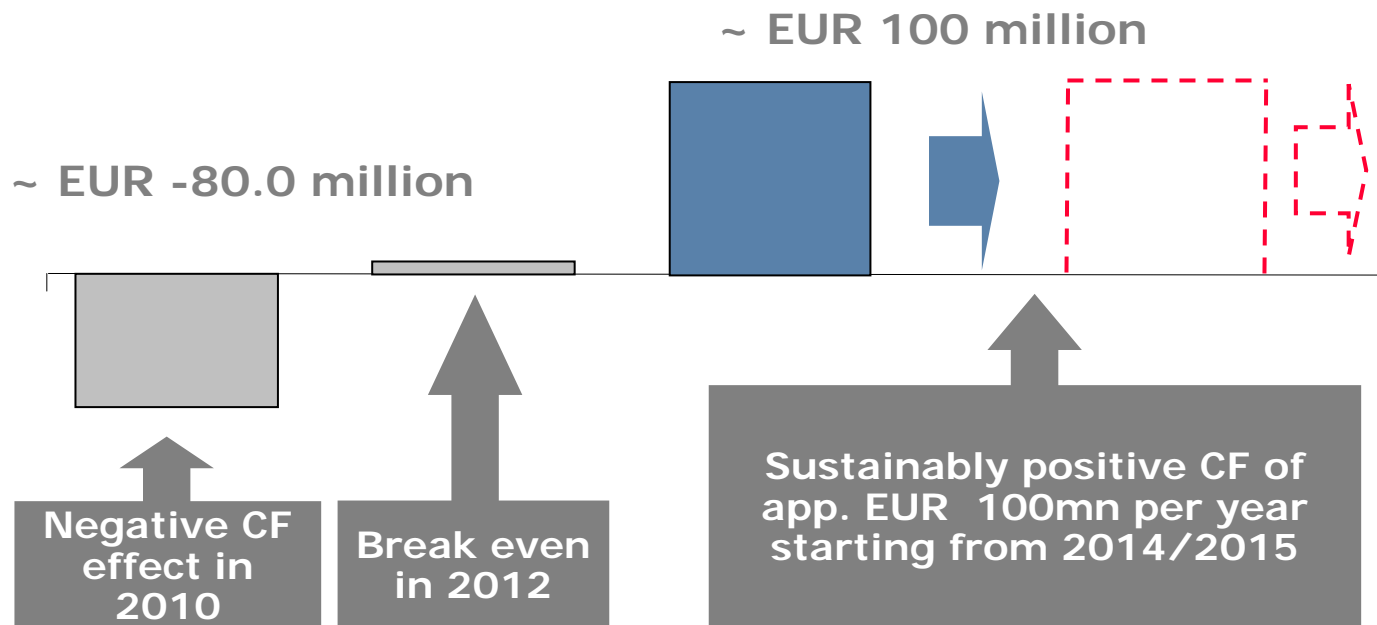 ~ EUR 100 million
~ EUR -80.0 million
Negative CF
effect in
2010
Break even
in 2012
Sustainably positive CF of
app. EUR 100mn per year
starting from 2014/2015